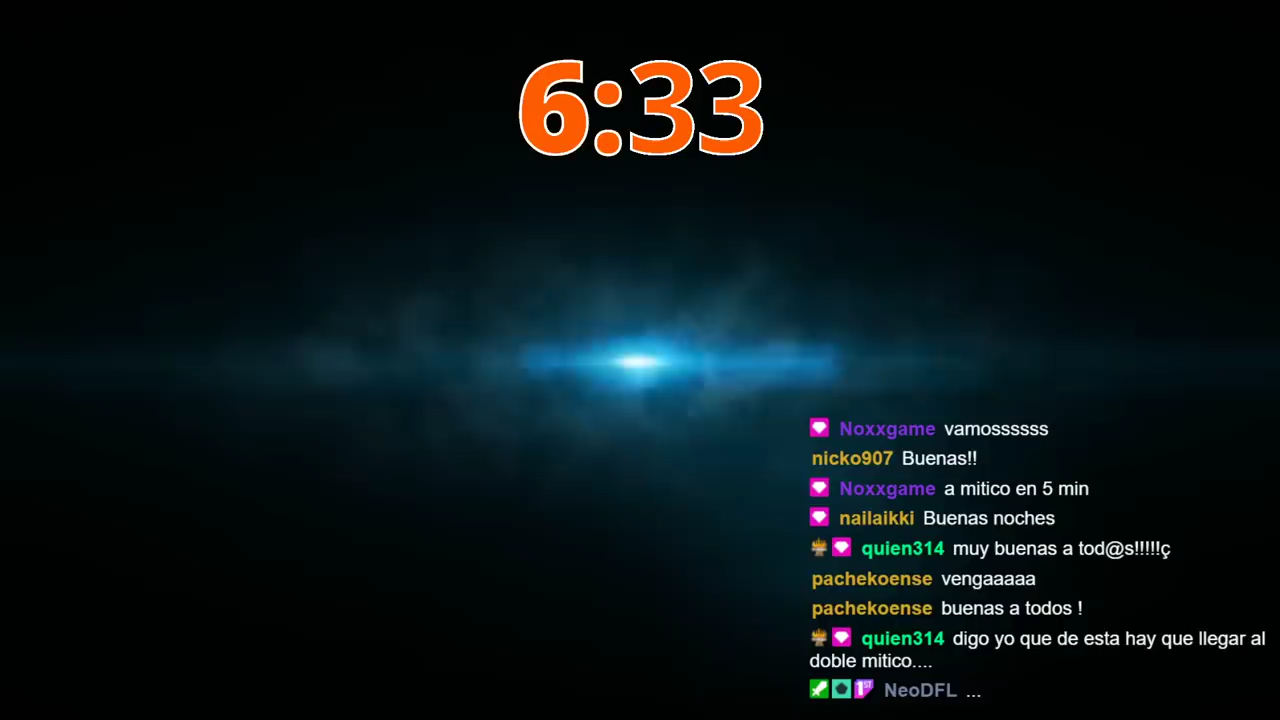 6:33
Noxxgame vamossssss
nicko907 Buenas!!
Noxxgame a mitico en 5 min
nailaikki Buenas noches
quien314 muy buenas a tod@s!!!!!ç
pachekoense vengaaaaa
pachekoense buenas a todos !
quien314 digo yo que de esta hay que llegar al
doble mitico....
1ST NeoDFL ...